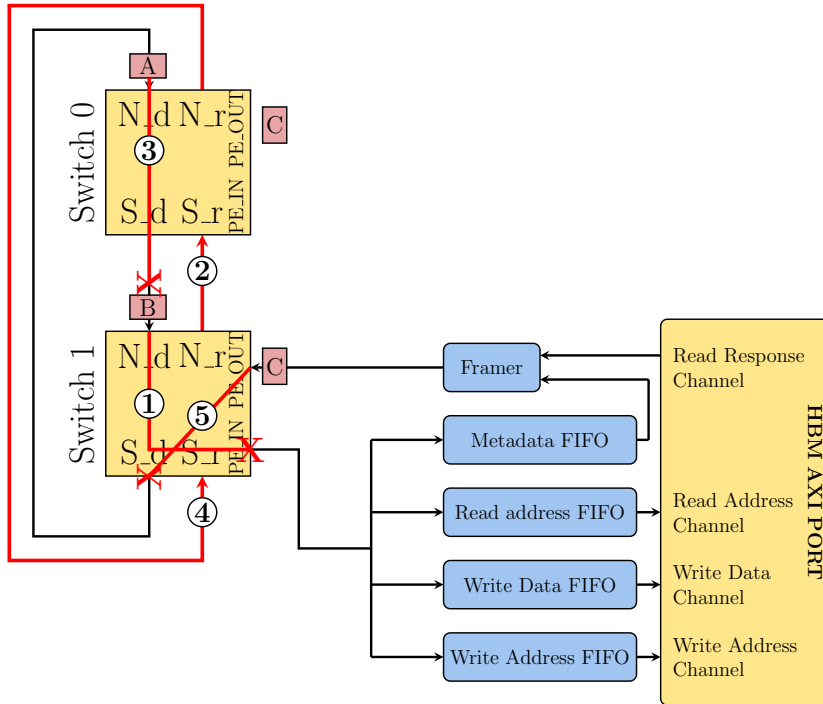 A
Switch 0
N_d N_r
PE_OUT
C
3
S_d S_r
PE_IN
2
X
B
Switch 1
N_d N_r
PE_OUT
C
1
5
S_d S_r
PE_IN
X
X
4
Framer
Metadata FIFO
Read address FIFO
Write Data FIFO
Write Address FIFO
Read Response
Channel
Read Address
Channel
Write Data
Channel
Write Address
Channel
HBM AXI PORT